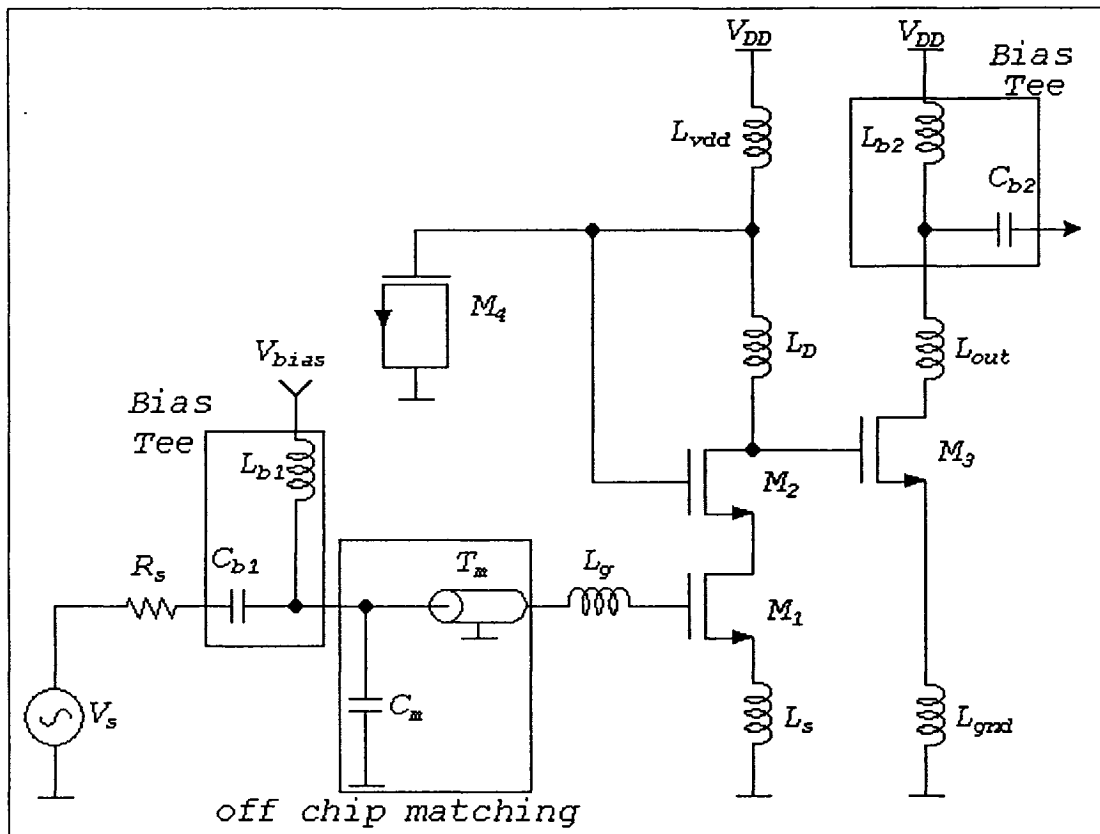 V_DD
V_DD
Bias
Tee
L_vdd
L_b2
C_b2
M_4
L_D
L_out
V_bias
Bias
Tee
L_b1
M_2
M_3
R_s
C_b1
T_m
L_g
M_1
V_s
C_m
L_s
L_gnd
off chip matching